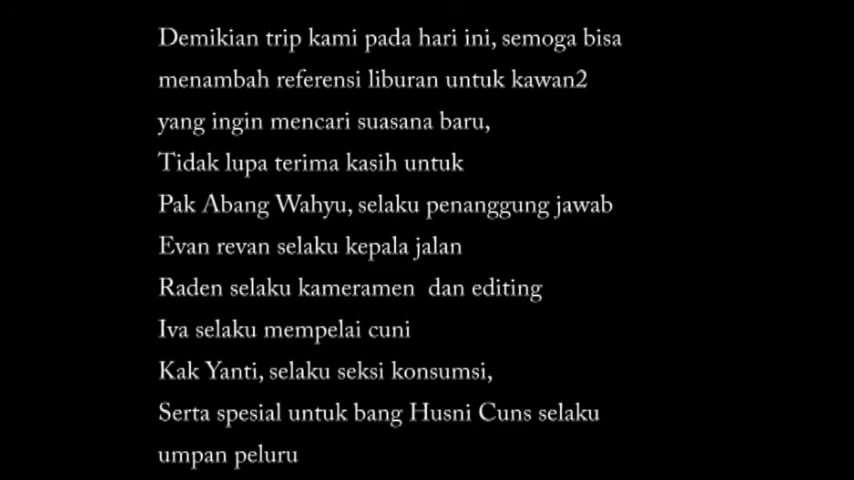 Demikian trip kami pada hari ini, semoga bisa
menambah referensi liburan untuk kawan2
yang ingin mencari suasana baru,
Tidak lupa terima kasih untuk
Pak Abang Wahyu, selaku penanggung jawab
Evan revan selaku kepala jalan
Raden selaku kameramen  dan editing
Iva selaku mempelai cuni
Kak Yanti, selaku seksi konsumsi,
Serta spesial untuk bang Husni Cuns selaku
umpan peluru